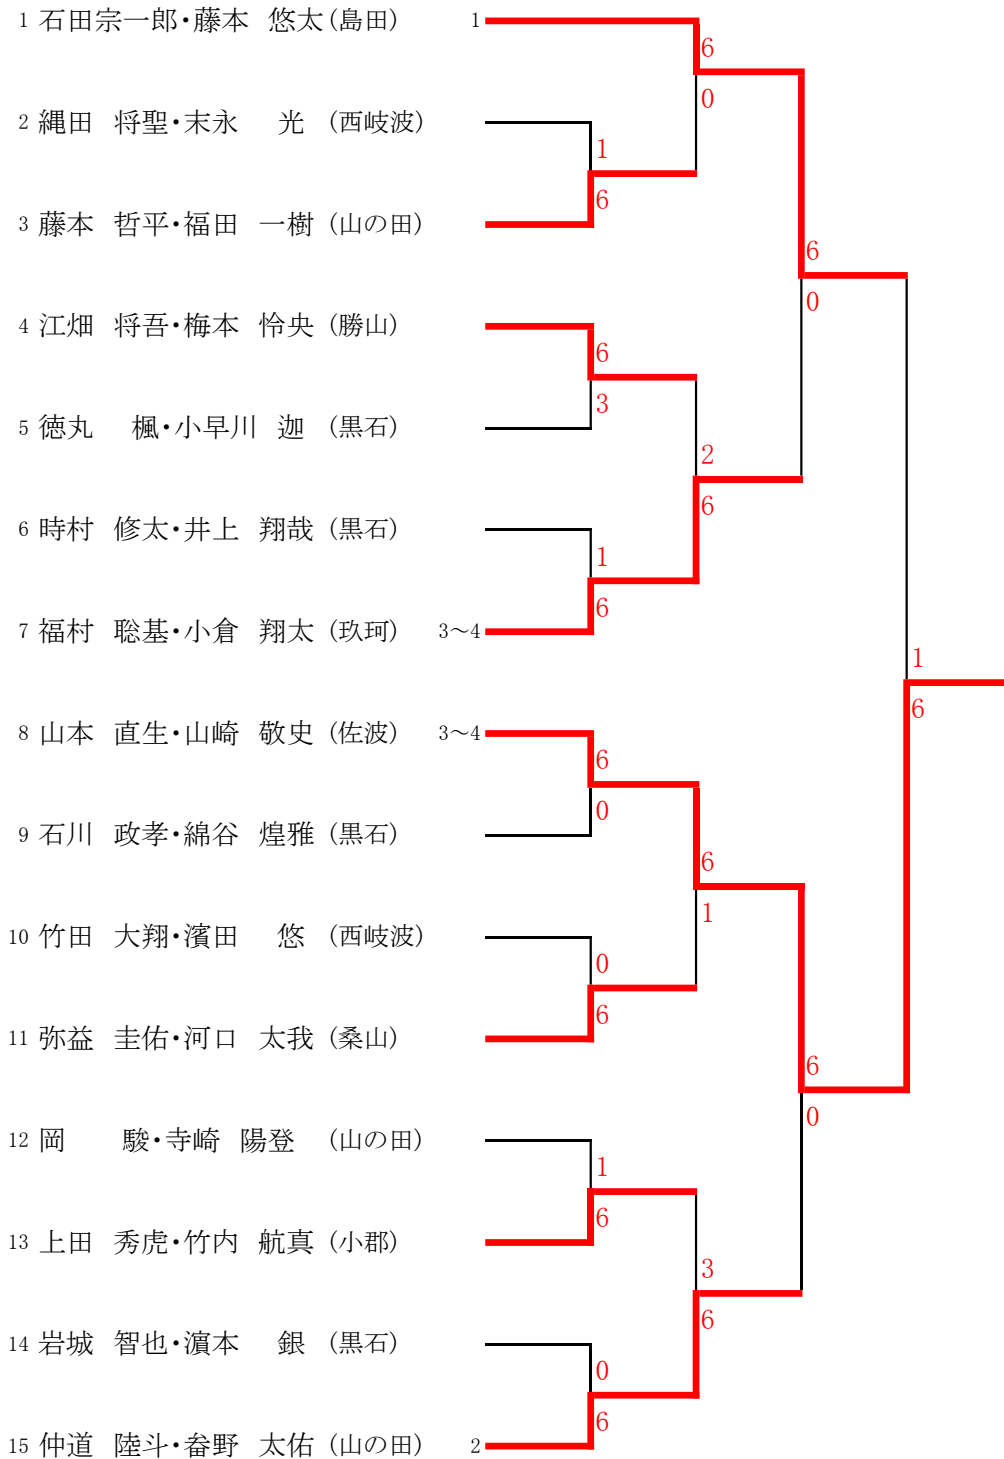 1 石田宗一郎・藤本 悠太(島田) 1
6
0
2 縄田 将聖・末永 光 (西岐波)
1
6
3 藤本 哲平・福田 一樹 (山の田)
6
0
4 江畑 将吾・梅本 怜央 (勝山)
6
3
5 徳丸 楓・小早川 迦 (黒石)
2
6
6 時村 修太・井上 翔哉 (黒石)
1
6
7 福村 聡基・小倉 翔太 (玖珂) 3～4
1
6
8 山本 直生・山崎 敬史 (佐波) 3～4
6
0
9 石川 政孝・綿谷 煌雅 (黒石)
6
1
10 竹田 大翔・濱田 悠 (西岐波)
0
6
11 弥益 圭佑・河口 太我 (桑山)
6
0
12 岡 駿・寺崎 陽登 (山の田)
1
6
13 上田 秀虎・竹内 航真 (小郡)
3
6
14 岩城 智也・濵本 銀 (黒石)
0
6
15 仲道 陸斗・畚野 太佑 (山の田) 2